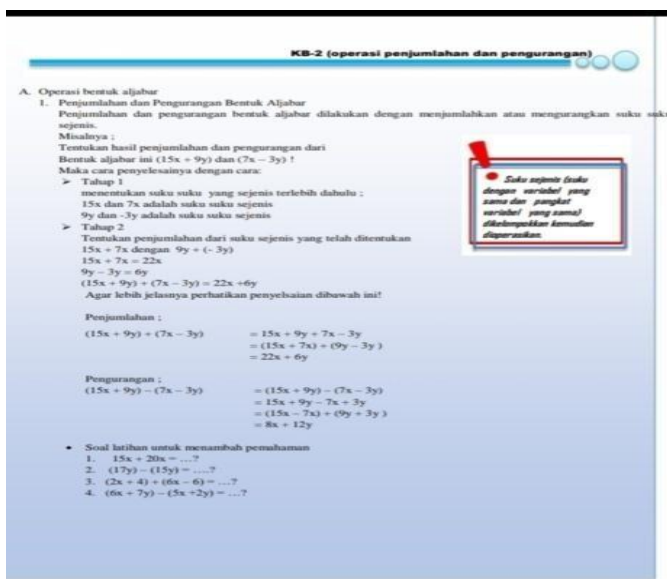 KB-2 (operasi penjumlahan dan pengurangan)
A. Operasi bentuk aljabar
1. Penjumlahan dan Pengurangan Bentuk Aljabar
Penjumlahan dan pengurangan bentuk aljabar dilakukan dengan menjumlahkan atau mengurangkan suku suku
sejenis.
Misalnya ;
Tentukan hasil penjumlahan dan pengurangan dari
Bentuk aljabar ini (15x + 9y) dan (7x – 3y) !
Maka cara penyelesainya dengan cara:
➢ Tahap 1
menentukan suku suku yang sejenis terlebih dahulu ;
15x dan 7x adalah suku suku sejenis
9y dan -3y adalah suku suku sejenis
➢ Tahap 2
Tentukan penjumlahan dari suku sejenis yang telah ditentukan
15x + 7x dengan 9y + (- 3y)
15x + 7x = 22x
9y – 3y = 6y
(15x + 9y) + (7x – 3y) = 22x +6y
Agar lebih jelasnya perhatikan penyelsaian dibawah ini!
Suku sejenis (suku
dengan variabel yang
sama dan pangkat
variabel yang sama)
dikelompokkan kemudian
dioperasikan.
Penjumlahan ;
(15x + 9y) + (7x – 3y) = 15x + 9y + 7x – 3y
= (15x + 7x) + (9y – 3y )
= 22x + 6y
Pengurangan ;
(15x + 9y) – (7x – 3y) = (15x + 9y) – (7x – 3y)
= 15x + 9y – 7x + 3y
= (15x – 7x) + (9y + 3y )
= 8x + 12y
• Soal latihan untuk menambah pemahaman
1. 15x + 20x = …?
2. (17y) – (15y) = ….?
3. (2x + 4) + (6x – 6) = …?
4. (6x + 7y) – (5x +2y) = …?